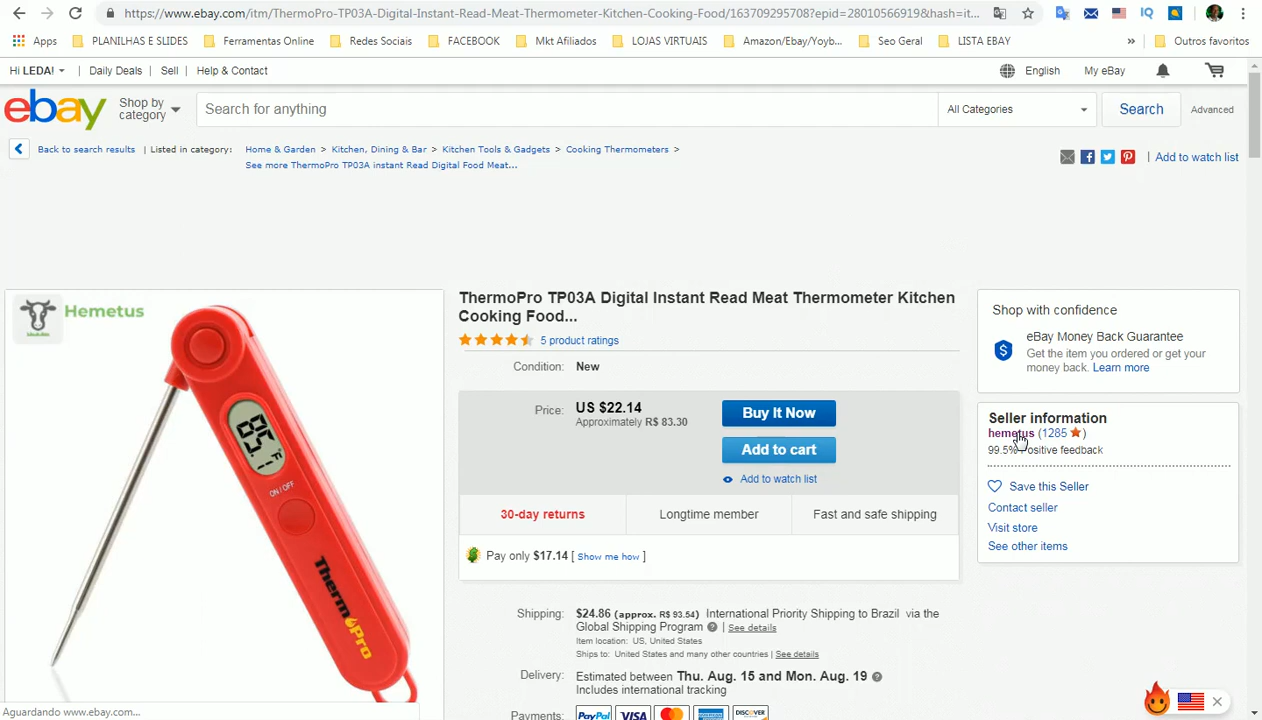 https://www.ebay.com/itm/ThermoPro-TP03A-Digital-Instant-Read-Meat-Thermometer-Kitchen-Cooking-Food/163709295708?epid=28010566919&hash=it...
Apps PLANILHAS E SLIDES Ferramentas Online Redes Sociais FACEBOOK Mkt Afiliados LOJAS VIRTUAIS Amazon/Ebay/Yoyb... Seo Geral LISTA EBAY » Outros favoritos
Hi LEDA! Daily Deals | Sell | Help & Contact English My eBay
ebay Shop by category Search for anything All Categories Search Advanced
Back to search results | Listed in category: Home & Garden > Kitchen, Dining & Bar > Kitchen Tools & Gadgets > Cooking Thermometers >
See more ThermoPro TP03A instant Read Digital Food Meat...
| Add to watch list
Hemetus
ON/OFF
ThermoPro
ThermoPro TP03A Digital Instant Read Meat Thermometer Kitchen
Cooking Food...
5 product ratings
Condition: New
Price: US $22.14
Approximately R$ 83.30
Buy It Now
Add to cart
Add to watch list
30-day returns Longtime member Fast and safe shipping
Pay only $17.14 [ Show me how ]
Shipping: $24.86 (approx. R$ 93.54) International Priority Shipping to Brazil via the
Global Shipping Program | See details
Item location: US, United States
Ships to: United States and many other countries | See details
Delivery: Estimated between Thu. Aug. 15 and Mon. Aug. 19
Includes international tracking
Payments: PayPal VISA DISCOVER
Shop with confidence
eBay Money Back Guarantee
Get the item you ordered or get your
money back. Learn more
Seller information
hemetus (1285 )
99.5% Positive feedback
Save this Seller
Contact seller
Visit store
See other items
Aguardando www.ebay.com...